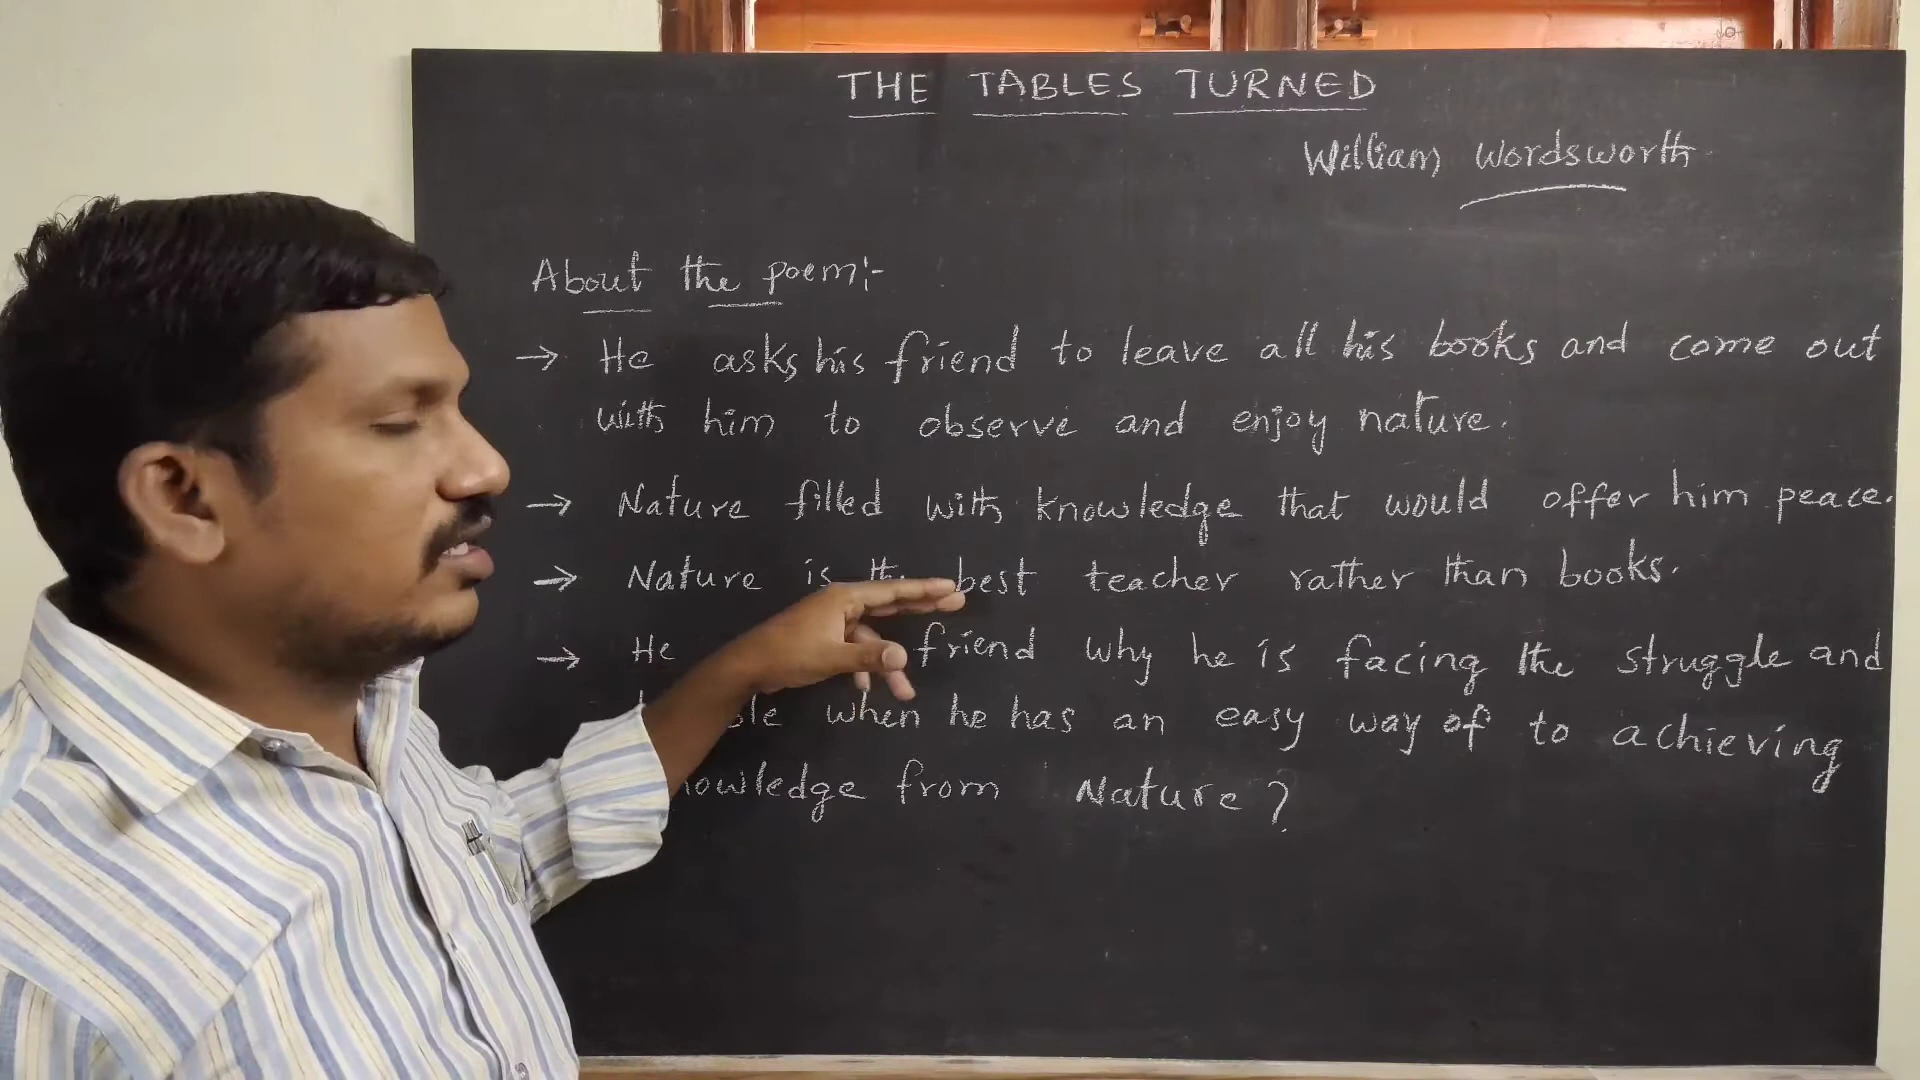 THE TABLES TURNED
William Wordsworth
About the poem:-
→ He asks his friend to leave all his books and come out
with him to observe and enjoy nature.
→ Nature filled with knowledge that would offer him peace.
→ Nature is the best teacher rather than books.
→ He friend why he is facing the struggle and
when he has an easy way of to achieving
from Nature?